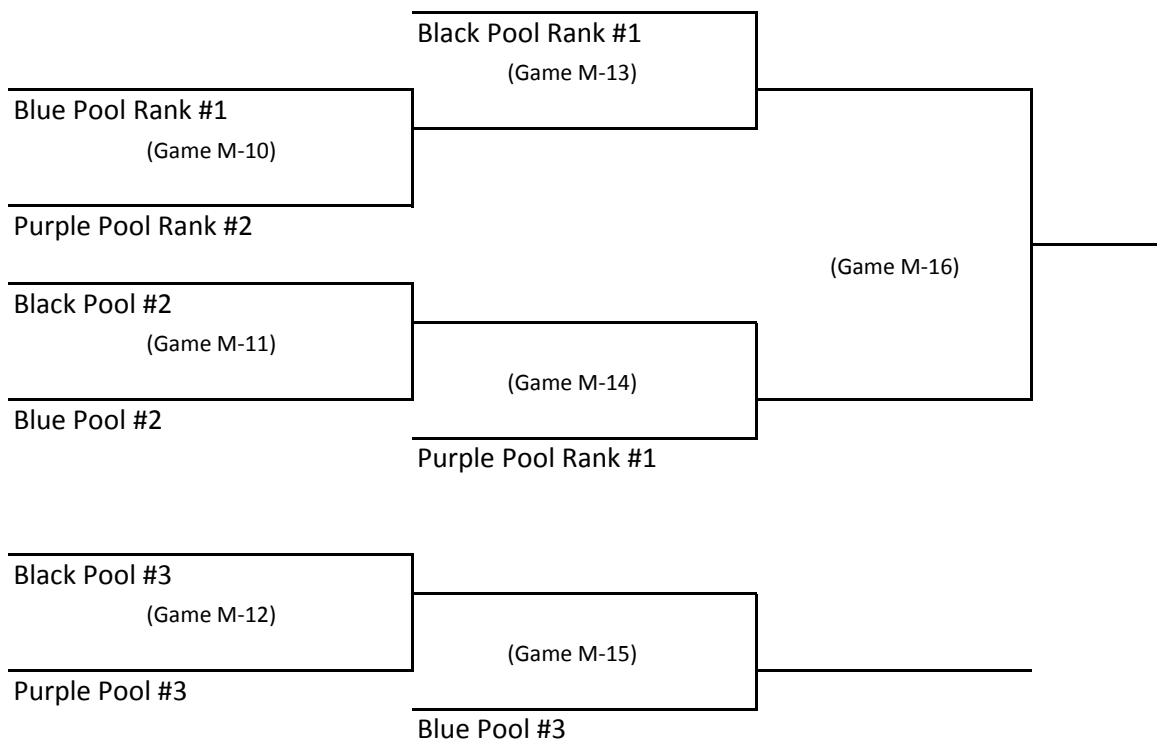 Black Pool Rank #1
(Game M-13)
Blue Pool Rank #1
(Game M-10)
Purple Pool Rank #2
(Game M-16)
Black Pool #2
(Game M-11)
(Game M-14)
Blue Pool #2
Purple Pool Rank #1
Black Pool #3
(Game M-12)
(Game M-15)
Purple Pool #3
Blue Pool #3